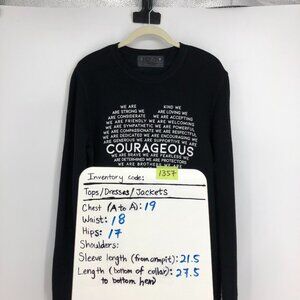 WE ARE KIND WE
ARE STRONG WE ARE LOVING WE
ARE CONSIDERATE WE ARE ACCEPTING
WE ARE FRIENDLY WE ARE WELCOMING
WE ARE SYMPATHETIC WE ARE POWERFUL
WE ARE COMPASSIONATE WE ARE RESPECTFUL
WE ARE DEDICATED WE ARE ENCOURAGING WE
ARE GENEROUS WE ARE SUPPORTIVE WE ARE
COURAGEOUS
WE ARE BRAVE WE ARE FEARLESS WE
ARE DETERMINED WE ARE PROTECTORS
WE ARE BROTHERS WE ARE
Inventory code: 1357
Tops/Dresses/Jackets
Chest (A to A): 19
Waist: 18
Hips: 17
Shoulders:
Sleeve length (from armpit): 21.5
Length (bottom of collar): 27.5
to bottom hem)